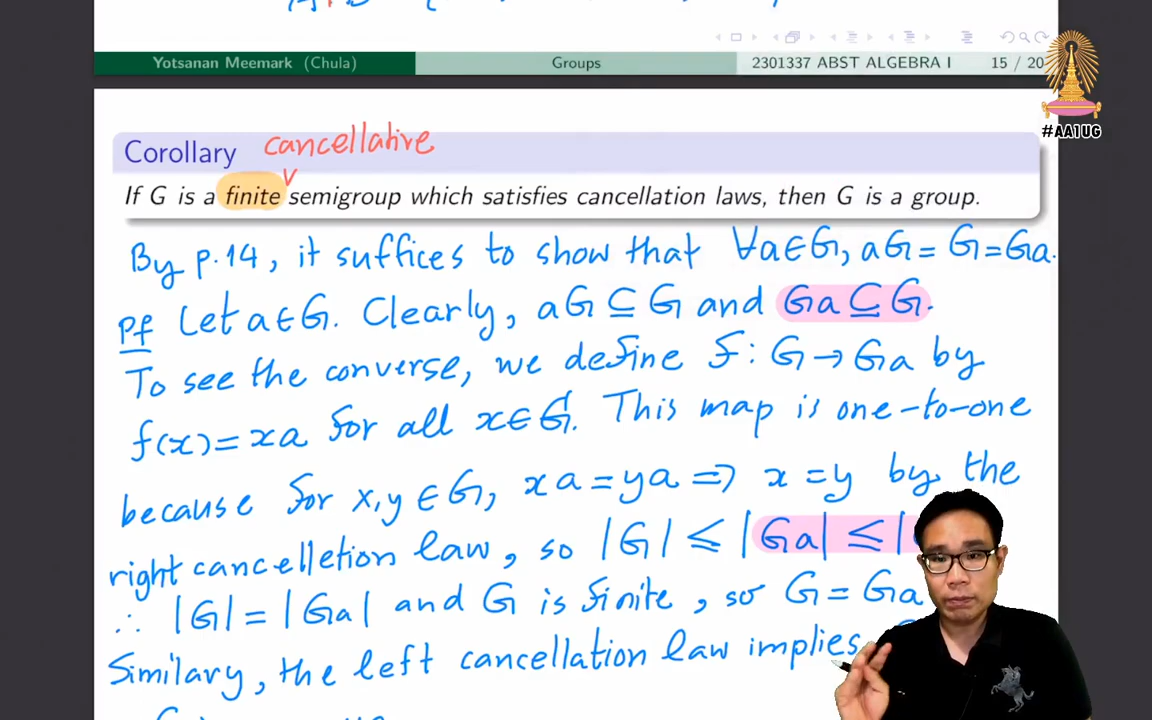 Yotsanan Meemark (Chula) Groups 2301337 ABST ALGEBRA I 15 / 20
#AA1UG
Corollary cancellative
If G is a finite ∨ semigroup which satisfies cancellation laws, then G is a group.
By p.14, it suffices to show that ∀a∈G, aG = G = Ga.
Pf Let a∈G. Clearly, aG ⊆ G and Ga ⊆ G.
To see the converse, we define f : G → Ga by
f(x) = xa for all x∈G. This map is one-to-one
because for x,y ∈ G, xa = ya ⇒ x = y by the
right cancelletion law, so |G| ≤ |Ga| ≤ |
∴ |G| = |Ga| and G is finite, so G = Ga
Similary, the left cancellation law implies